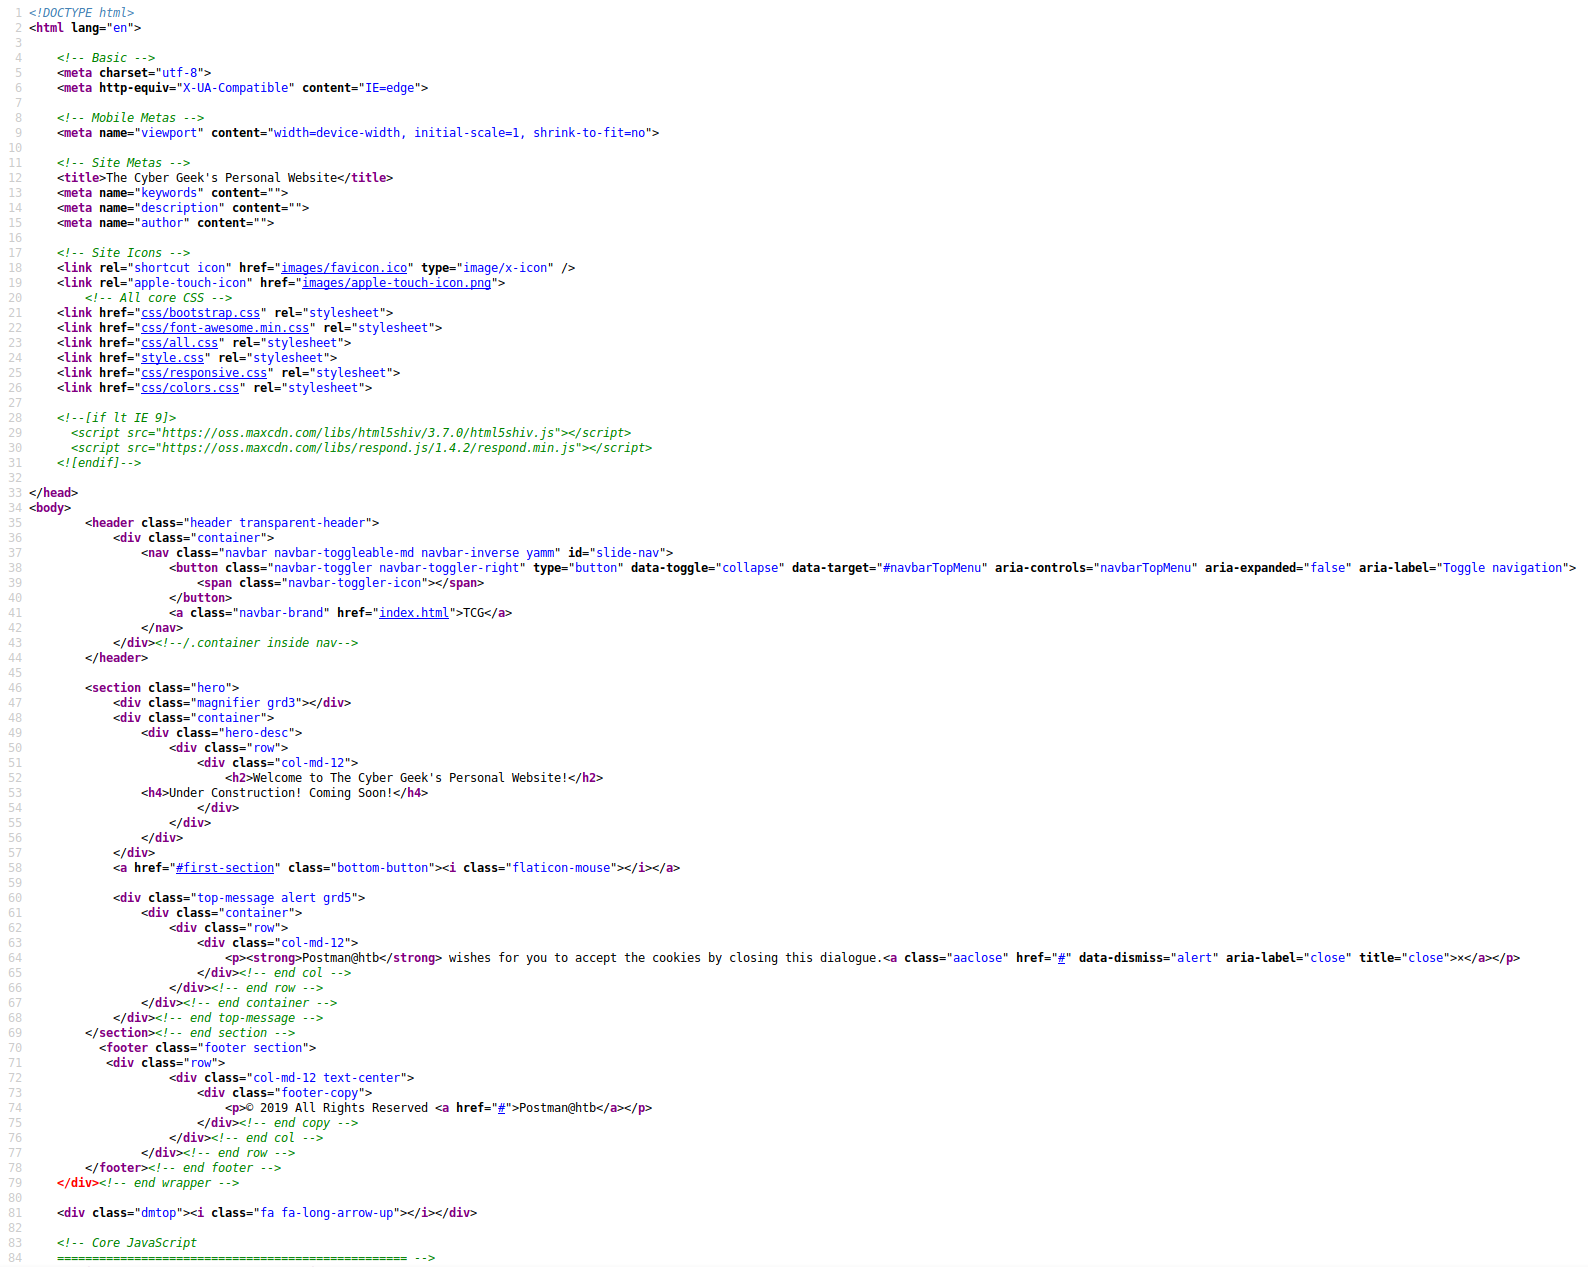 1 <!DOCTYPE html>
2 <html lang="en">
3
4 <!-- Basic -->
5 <meta charset="utf-8">
6 <meta http-equiv="X-UA-Compatible" content="IE=edge">
7
8 <!-- Mobile Metas -->
9 <meta name="viewport" content="width=device-width, initial-scale=1, shrink-to-fit=no">
10
11 <!-- Site Metas -->
12 <title>The Cyber Geek's Personal Website</title>
13 <meta name="keywords" content="">
14 <meta name="description" content="">
15 <meta name="author" content="">
16
17 <!-- Site Icons -->
18 <link rel="shortcut icon" href="images/favicon.ico" type="image/x-icon" />
19 <link rel="apple-touch-icon" href="images/apple-touch-icon.png">
20 <!-- All core CSS -->
21 <link href="css/bootstrap.css" rel="stylesheet">
22 <link href="css/font-awesome.min.css" rel="stylesheet">
23 <link href="css/all.css" rel="stylesheet">
24 <link href="style.css" rel="stylesheet">
25 <link href="css/responsive.css" rel="stylesheet">
26 <link href="css/colors.css" rel="stylesheet">
27
28 <!--[if lt IE 9]>
29 <script src="https://oss.maxcdn.com/libs/html5shiv/3.7.0/html5shiv.js"></script>
30 <script src="https://oss.maxcdn.com/libs/respond.js/1.4.2/respond.min.js"></script>
31 <![endif]-->
32
33 </head>
34 <body>
35 <header class="header transparent-header">
36 <div class="container">
37 <nav class="navbar navbar-toggleable-md navbar-inverse yamm" id="slide-nav">
38 <button class="navbar-toggler navbar-toggler-right" type="button" data-toggle="collapse" data-target="#navbarTopMenu" aria-controls="navbarTopMenu" aria-expanded="false" aria-label="Toggle navigation">
39 <span class="navbar-toggler-icon"></span>
40 </button>
41 <a class="navbar-brand" href="index.html">TCG</a>
42 </nav>
43 </div><!--/.container inside nav-->
44 </header>
45
46 <section class="hero">
47 <div class="magnifier grd3"></div>
48 <div class="container">
49 <div class="hero-desc">
50 <div class="row">
51 <div class="col-md-12">
52 <h2>Welcome to The Cyber Geek's Personal Website!</h2>
53 <h4>Under Construction! Coming Soon!</h4>
54 </div>
55 </div>
56 </div>
57 </div>
58 <a href="#first-section" class="bottom-button"><i class="flaticon-mouse"></i></a>
59
60 <div class="top-message alert grd5">
61 <div class="container">
62 <div class="row">
63 <div class="col-md-12">
64 <p><strong>Postman@htb</strong> wishes for you to accept the cookies by closing this dialogue.<a class="aaclose" href="#" data-dismiss="alert" aria-label="close" title="close">×</a></p>
65 </div><!-- end col -->
66 </div><!-- end row -->
67 </div><!-- end container -->
68 </div><!-- end top-message -->
69 </section><!-- end section -->
70 <footer class="footer section">
71 <div class="row">
72 <div class="col-md-12 text-center">
73 <div class="footer-copy">
74 <p>© 2019 All Rights Reserved <a href="#">Postman@htb</a></p>
75 </div><!-- end copy -->
76 </div><!-- end col -->
77 </div><!-- end row -->
78 </footer><!-- end footer -->
79 </div><!-- end wrapper -->
80
81 <div class="dmtop"><i class="fa fa-long-arrow-up"></i></div>
82
83 <!-- Core JavaScript
84 ================================================== -->